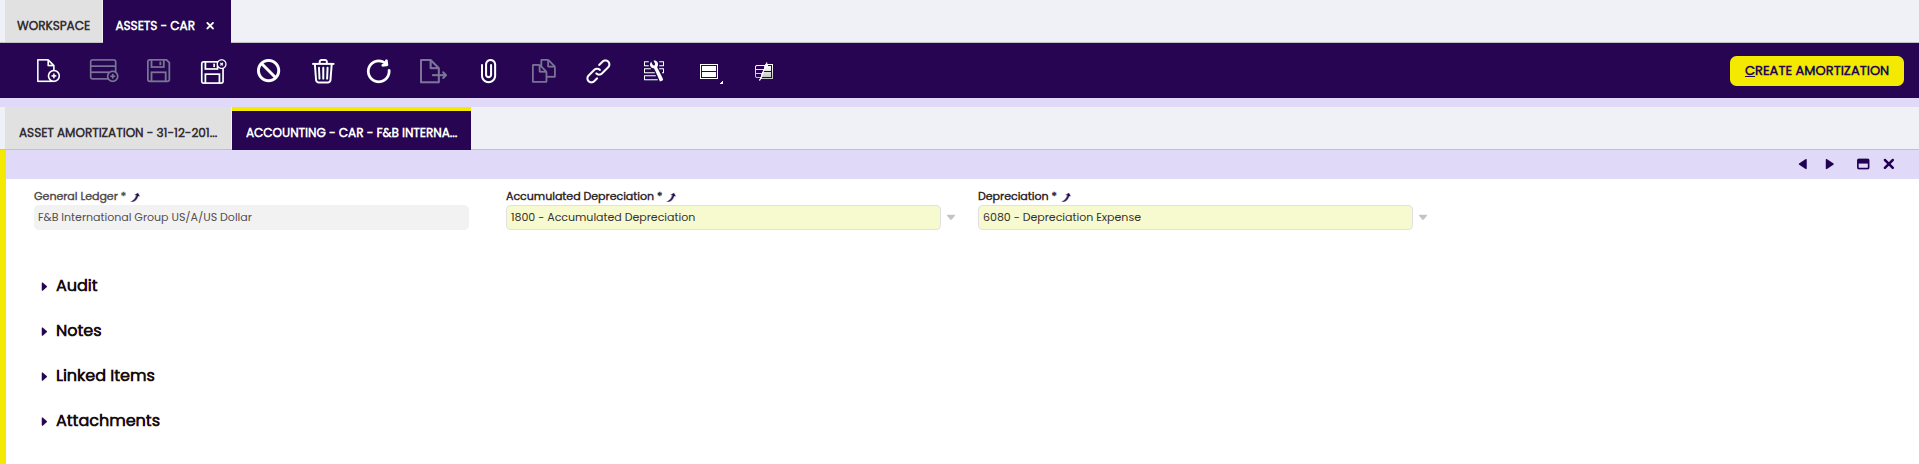 WORKSPACE
ASSETS - CAR
CREATE AMORTIZATION
ASSET AMORTIZATION - 31-12-201...
ACCOUNTING - CAR - F&B INTERNA...
General Ledger *
Accumulated Depreciation *
Depreciation *
F&B International Group US/A/US Dollar
1800 - Accumulated Depreciation
6080 - Depreciation Expense
Audit
Notes
Linked Items
Attachments